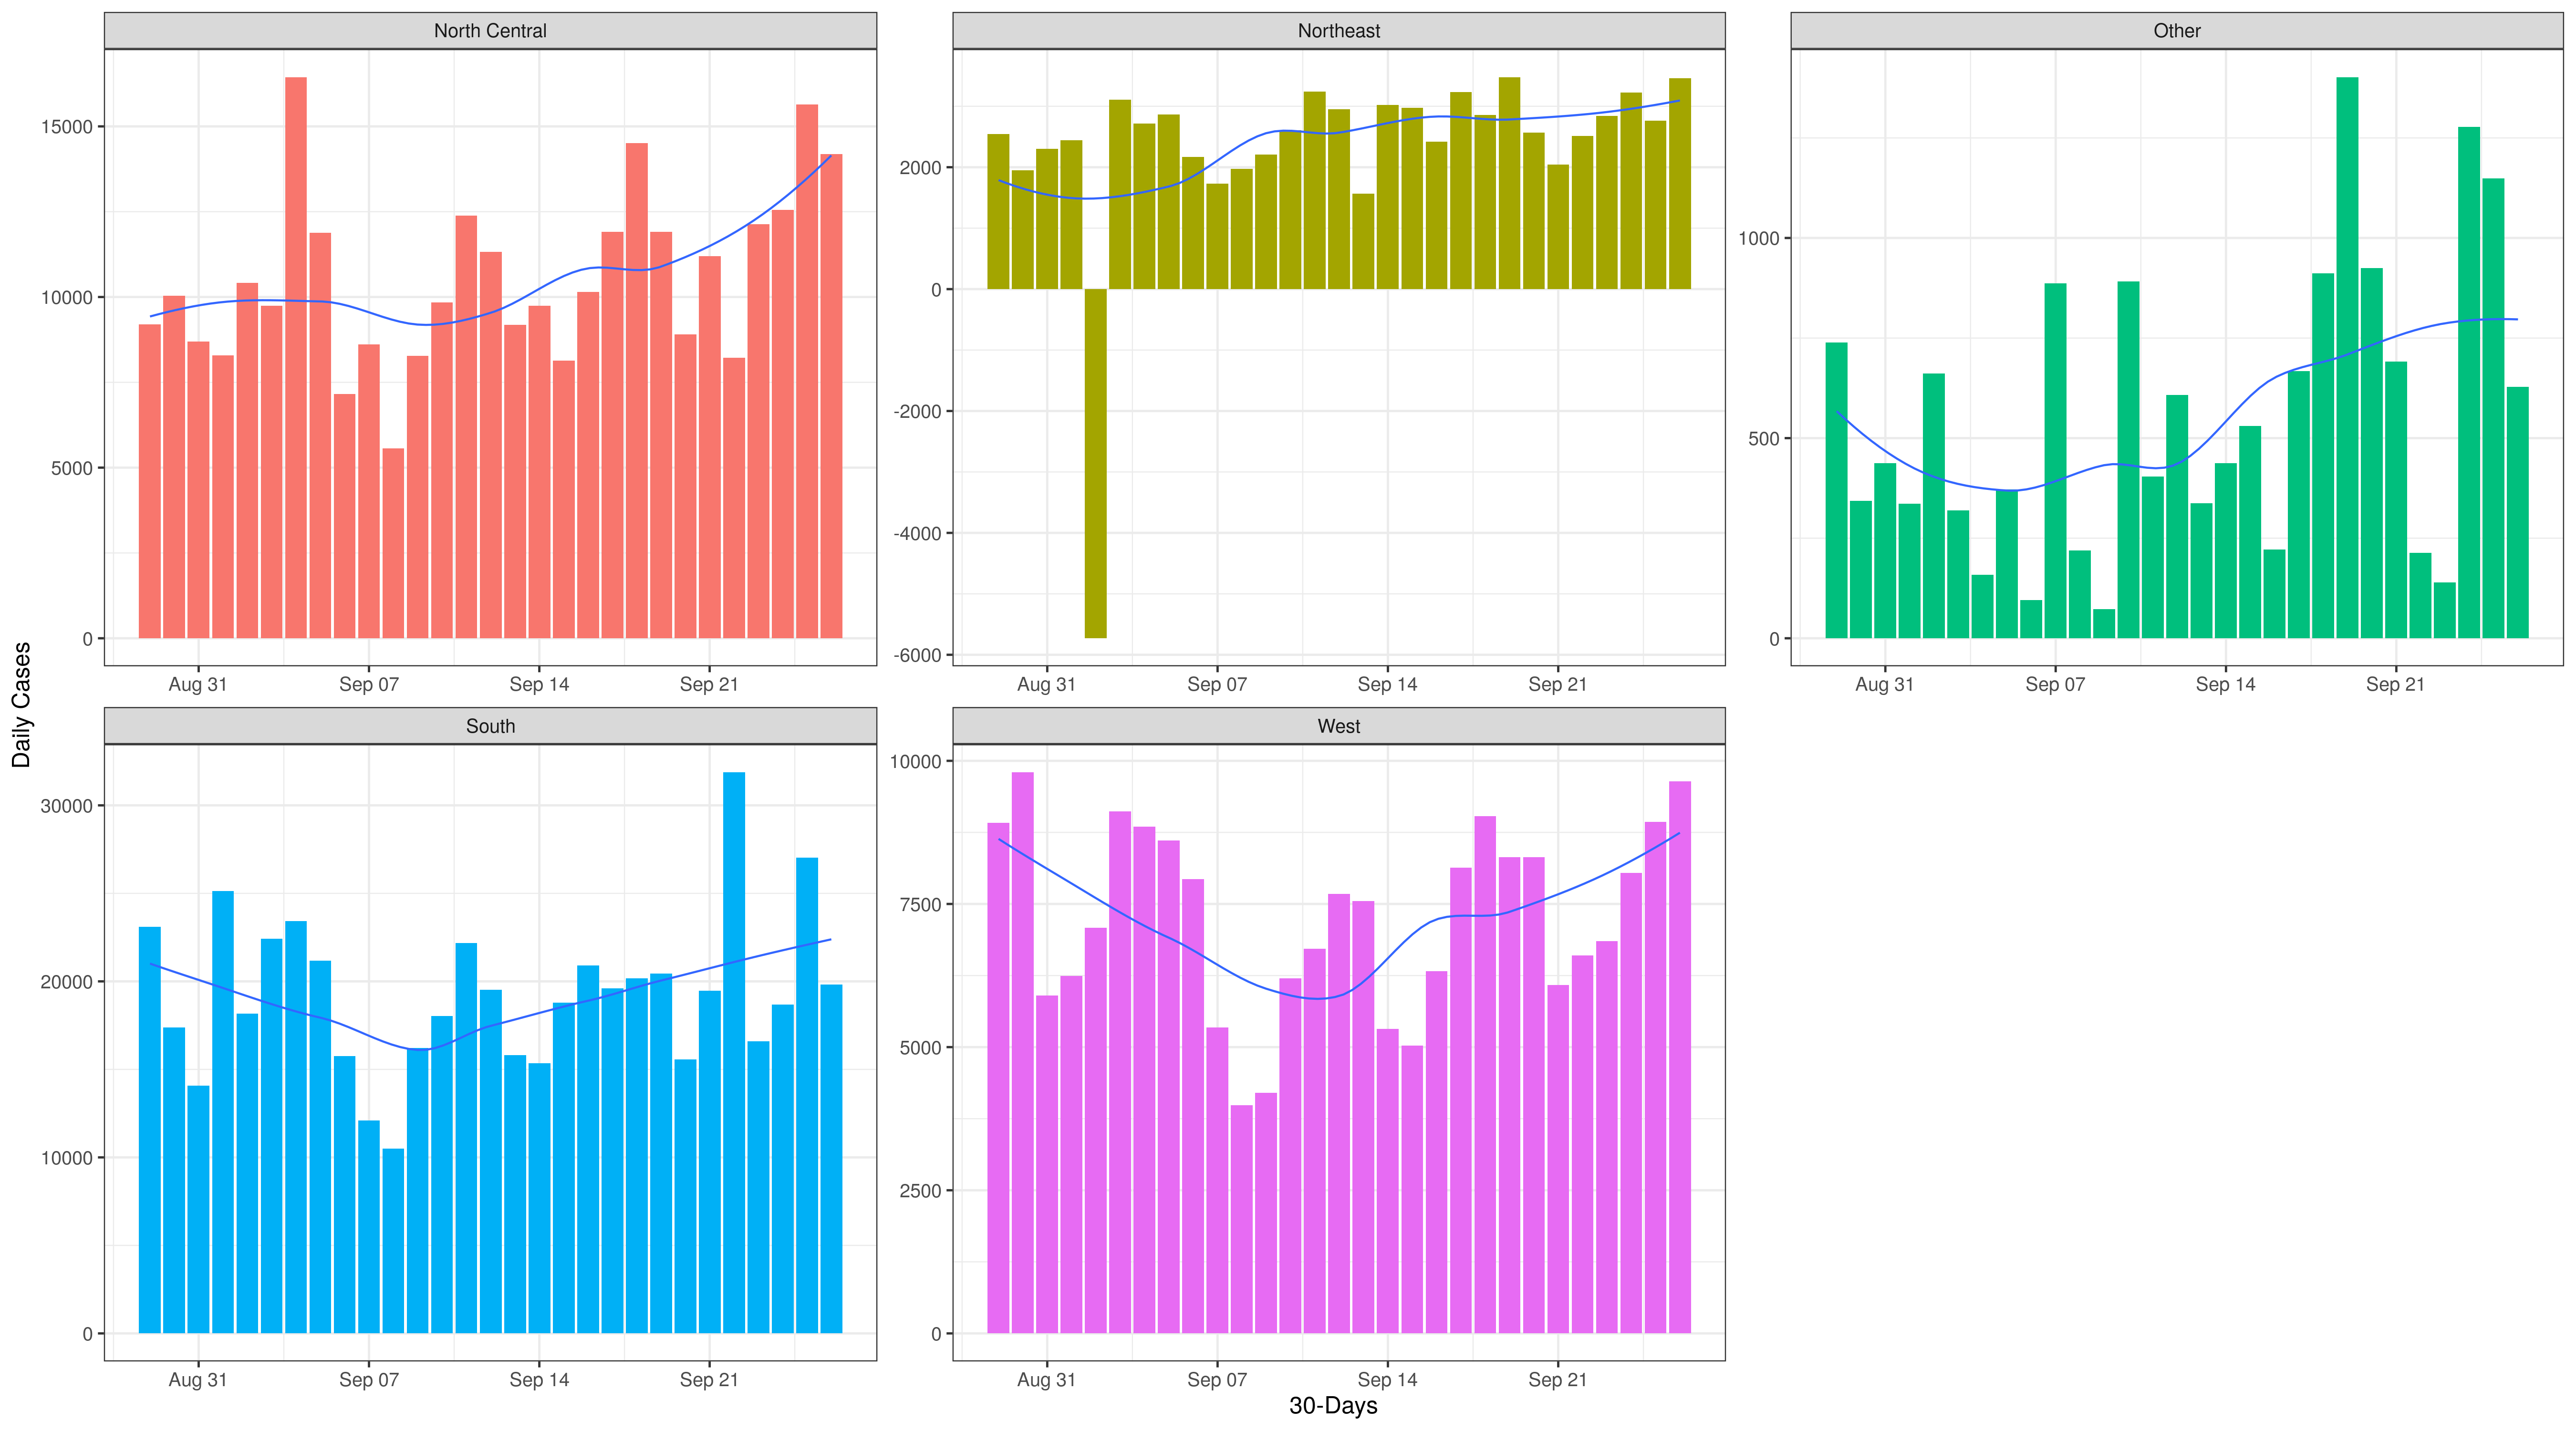 North Central
Northeast
Other
15000
10000
5000
0
2000
0
-2000
-4000
-6000
1000
500
0
Aug 31 Sep 07 Sep 14 Sep 21
Aug 31 Sep 07 Sep 14 Sep 21
Aug 31 Sep 07 Sep 14 Sep 21
Daily Cases
South
West
30000
20000
10000
0
10000
7500
5000
2500
0
Aug 31 Sep 07 Sep 14 Sep 21
Aug 31 Sep 07 Sep 14 Sep 21
30-Days